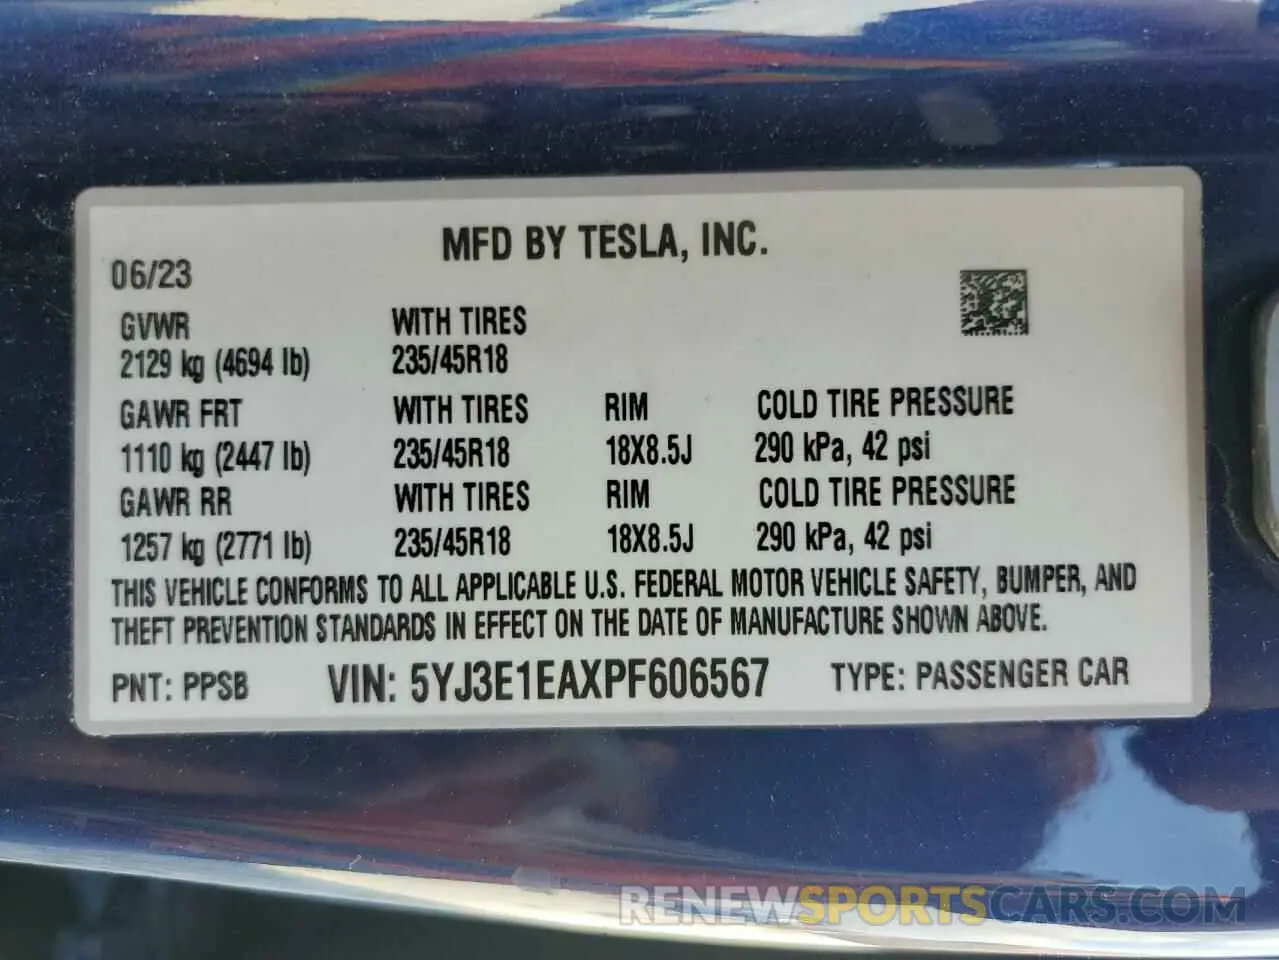 MFD BY TESLA, INC.
06/23
GVWR WITH TIRES
2129 kg (4694 lb) 235/45R18
GAWR FRT WITH TIRES RIM COLD TIRE PRESSURE
1110 kg (2447 lb) 235/45R18 18X8.5J 290 kPa, 42 psi
GAWR RR WITH TIRES RIM COLD TIRE PRESSURE
1257 kg (2771 lb) 235/45R18 18X8.5J 290 kPa, 42 psi
THIS VEHICLE CONFORMS TO ALL APPLICABLE U.S. FEDERAL MOTOR VEHICLE SAFETY, BUMPER, AND
THEFT PREVENTION STANDARDS IN EFFECT ON THE DATE OF MANUFACTURE SHOWN ABOVE.
PNT: PPSB VIN: 5YJ3E1EAXPF606567 TYPE: PASSENGER CAR
RENEWSPORTSCARS.COM